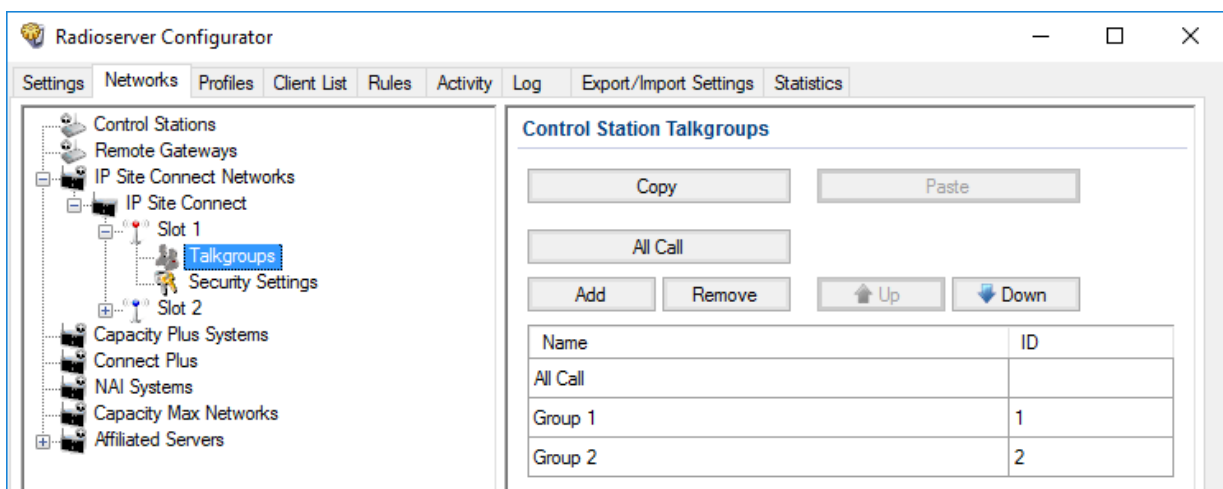 Radioserver Configurator
Settings Networks Profiles Client List Rules Activity Log Export/Import Settings Statistics
Control Stations
Remote Gateways
IP Site Connect Networks
IP Site Connect
Slot 1
Talkgroups
Security Settings
Slot 2
Capacity Plus Systems
Connect Plus
NAI Systems
Capacity Max Networks
Affiliated Servers
Control Station Talkgroups
Copy Paste
All Call
Add Remove Up Down
Name ID
All Call
Group 1 1
Group 2 2